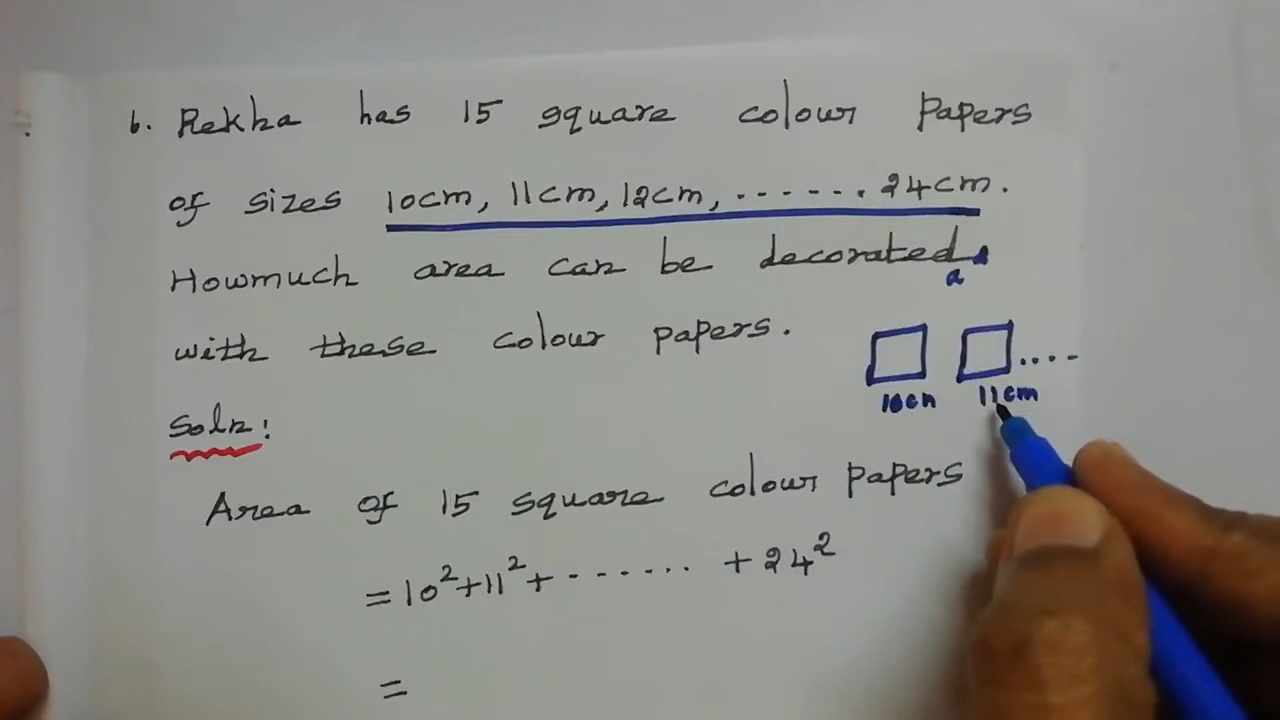 6. Rekha has 15 square colour papers
of sizes 10cm, 11cm, 12cm, ....... 24cm.
Howmuch area can be decorated
a
with these colour papers.
10cm 11cm
Soln:
Area of 15 square colour papers
= 10² + 11² + ....... + 24²
=